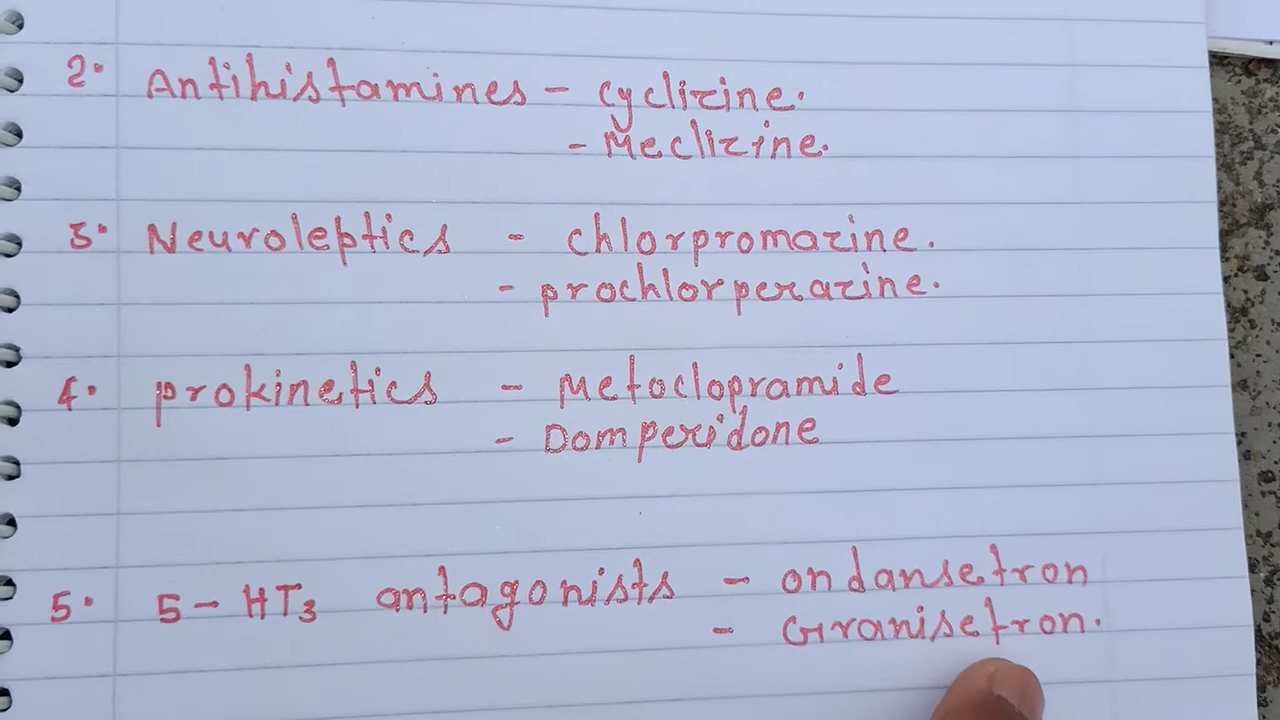 2. Antihistamines - cyclizine.
- Meclizine.
3. Neuroleptics - chlorpromazine.
- prochlorperazine.
4. prokinetics - Metoclopramide
- Domperidone
5. 5-HT₃ antagonists - ondansetron
- Granisetron.